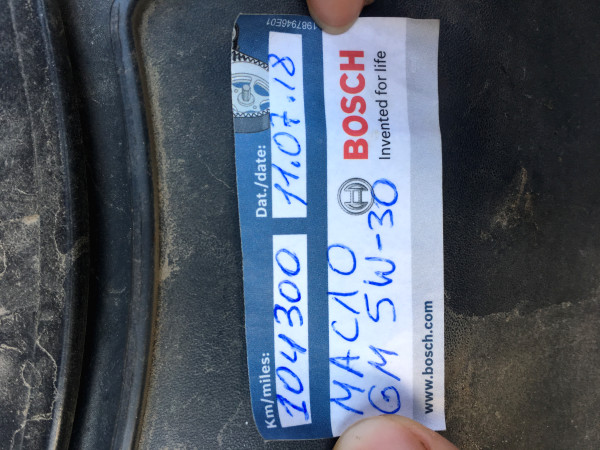 Km/miles: Dat./date: 1987946E01
104300 11.07.18
МАСЛО BOSCH
GM 5W-30 Invented for life
www.bosch.com